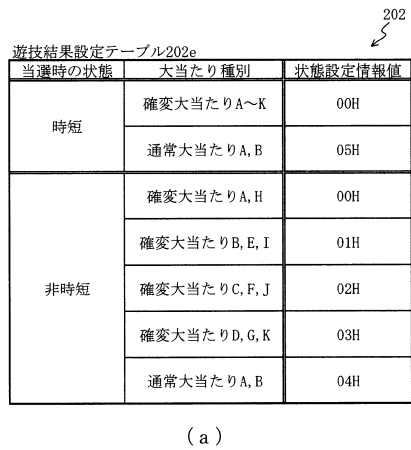 202
遊技結果設定テーブル202e
当選時の状態 大当たり種別 状態設定情報値
時短 確変大当たりA～K 00H
通常大当たりA,B 05H
非時短 確変大当たりA,H 00H
確変大当たりB,E,I 01H
確変大当たりC,F,J 02H
確変大当たりD,G,K 03H
通常大当たりA,B 04H
(a)